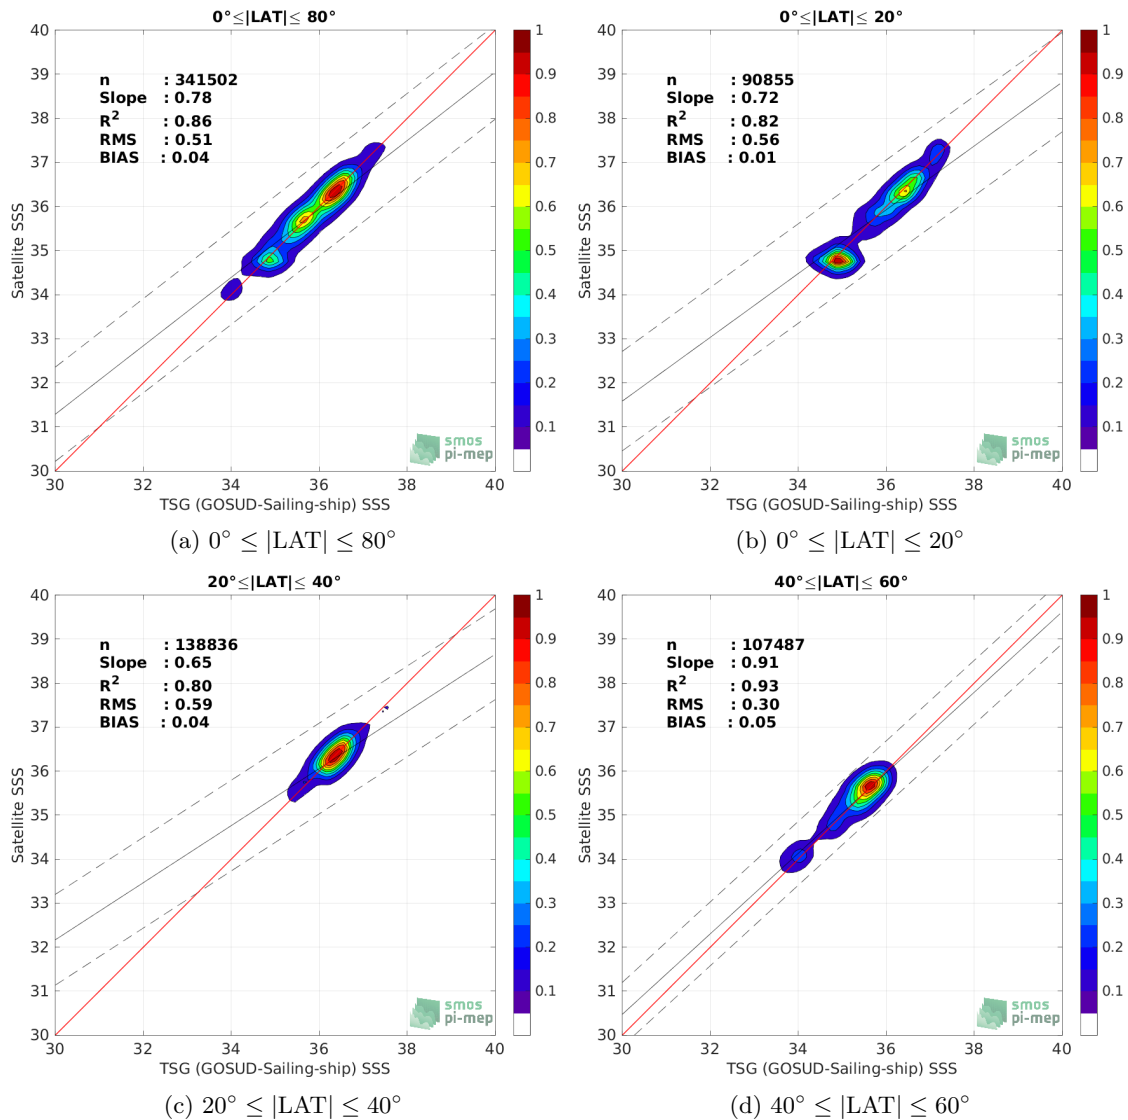 0°≤|LAT|≤ 80°
n : 341502
Slope : 0.78
R² : 0.86
RMS : 0.51
BIAS : 0.04
40
39
38
37
36
35
34
33
32
31
30
30
32
34
36
38
40
Satellite SSS
TSG (GOSUD-Sailing-ship) SSS
1
0.9
0.8
0.7
0.6
0.5
0.4
0.3
0.2
0.1
smos
pi-mep
(a) 0° ≤ |LAT| ≤ 80°
0°≤|LAT|≤ 20°
n : 90855
Slope : 0.72
R² : 0.82
RMS : 0.56
BIAS : 0.01
40
39
38
37
36
35
34
33
32
31
30
30
32
34
36
38
40
Satellite SSS
TSG (GOSUD-Sailing-ship) SSS
1
0.9
0.8
0.7
0.6
0.5
0.4
0.3
0.2
0.1
smos
pi-mep
(b) 0° ≤ |LAT| ≤ 20°
20°≤|LAT|≤ 40°
n : 138836
Slope : 0.65
R² : 0.80
RMS : 0.59
BIAS : 0.04
40
39
38
37
36
35
34
33
32
31
30
30
32
34
36
38
40
Satellite SSS
TSG (GOSUD-Sailing-ship) SSS
1
0.9
0.8
0.7
0.6
0.5
0.4
0.3
0.2
0.1
smos
pi-mep
(c) 20° ≤ |LAT| ≤ 40°
40°≤|LAT|≤ 60°
n : 107487
Slope : 0.91
R² : 0.93
RMS : 0.30
BIAS : 0.05
40
39
38
37
36
35
34
33
32
31
30
30
32
34
36
38
40
Satellite SSS
TSG (GOSUD-Sailing-ship) SSS
1
0.9
0.8
0.7
0.6
0.5
0.4
0.3
0.2
0.1
smos
pi-mep
(d) 40° ≤ |LAT| ≤ 60°